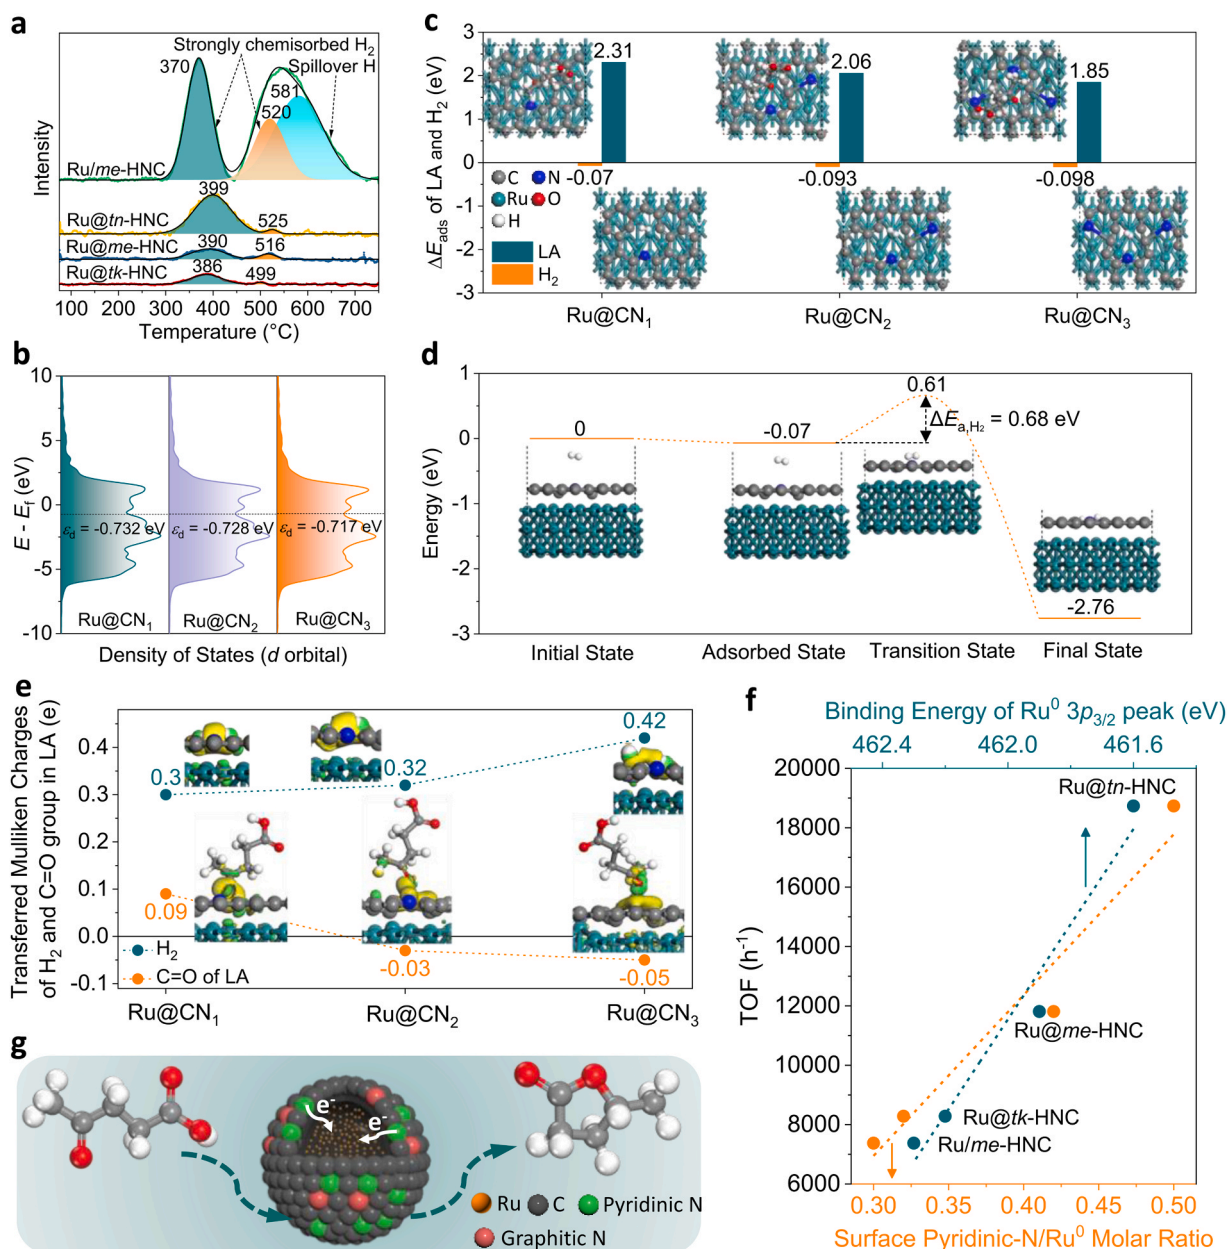 a
Strongly chemisorbed H₂
Spillover H
370
581
520
Ru/me-HNC
399
Ru@tn-HNC
525
390
516
Ru@me-HNC
386
499
Ru@tk-HNC
100 200 300 400 500 600 700
Temperature (°C)
Intensity
b
10
5
0
-5
-10
E - Ef (eV)
εd = -0.732 eV
εd = -0.728 eV
εd = -0.717 eV
Ru@CN₁
Ru@CN₂
Ru@CN₃
Density of States (d orbital)
c
3
2
1
0
-1
-2
-3
ΔEads of LA and H₂ (eV)
2.31
2.06
1.85
-0.07
-0.093
-0.098
C
N
Ru
O
H
LA
H₂
Ru@CN₁
Ru@CN₂
Ru@CN₃
d
1
0
-1
-2
-3
Energy (eV)
0
-0.07
0.61
ΔEa,H₂ = 0.68 eV
-2.76
Initial State
Adsorbed State
Transition State
Final State
e
0.4
0.3
0.2
0.1
0.0
-0.1
Transferred Mulliken Charges
of H₂ and C=O group in LA (e)
0.3
0.32
0.42
0.09
-0.03
-0.05
H₂
C=O of LA
Ru@CN₁
Ru@CN₂
Ru@CN₃
f
Binding Energy of Ru⁰ 3p3/2 peak (eV)
462.4 462.0 461.6
20000
18000
16000
14000
12000
10000
8000
6000
TOF (h⁻¹)
Ru@tn-HNC
Ru@me-HNC
Ru@tk-HNC
Ru/me-HNC
0.30 0.35 0.40 0.45 0.50
Surface Pyridinic-N/Ru⁰ Molar Ratio
g
e⁻
e⁻
Ru
C
Pyridinic N
Graphitic N